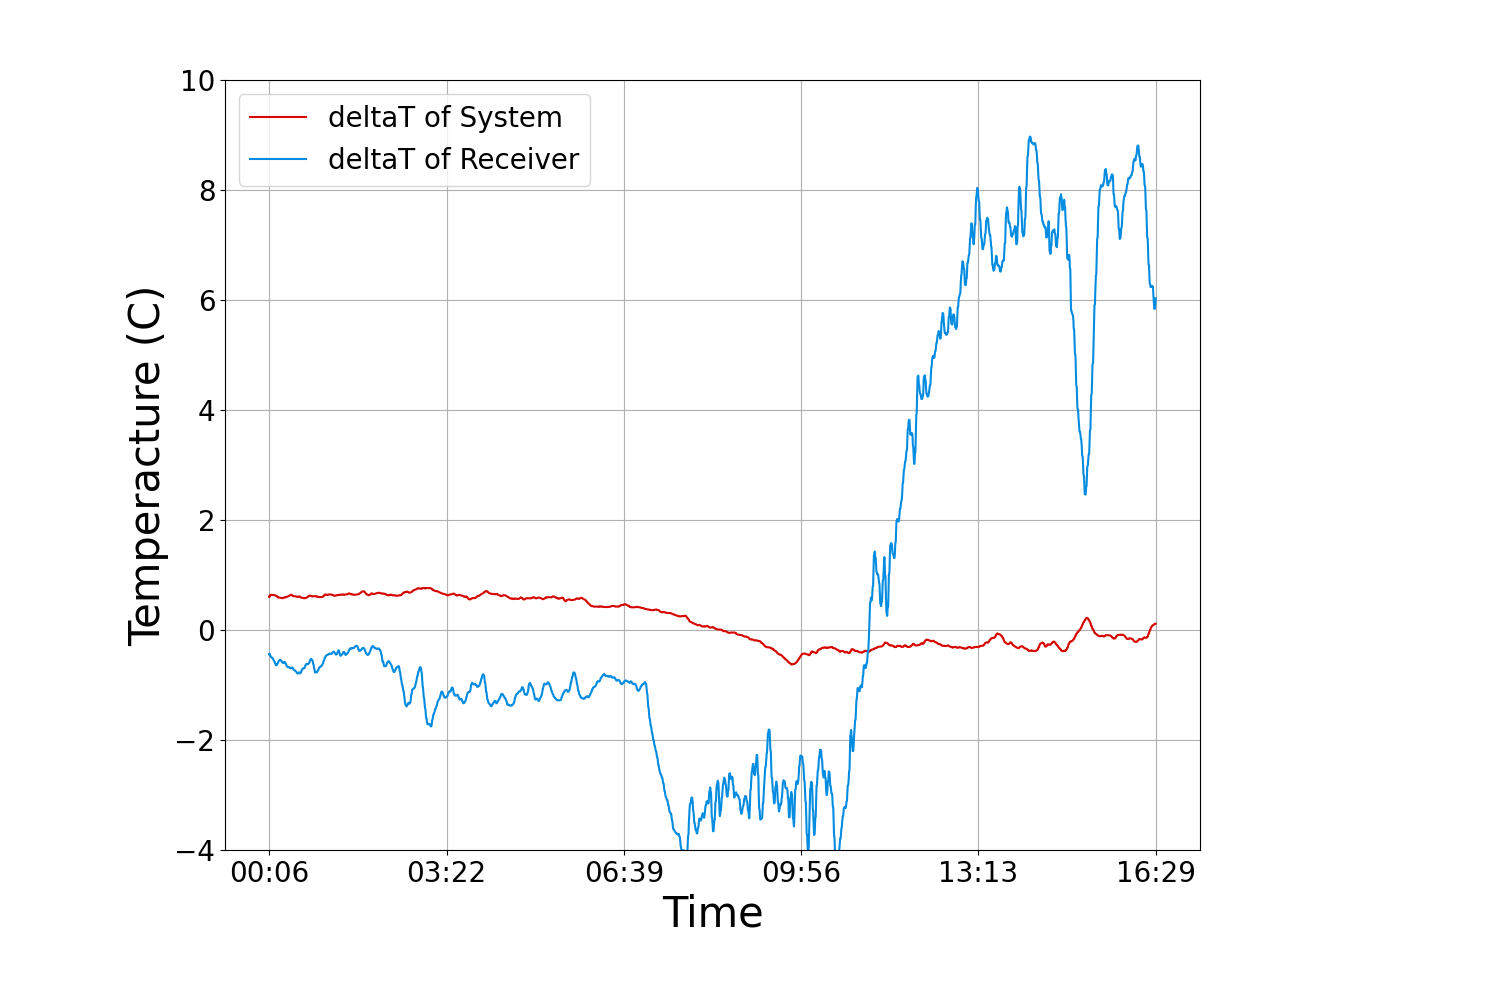 deltaT of System
deltaT of Receiver
10
8
6
4
2
0
−2
−4
Temperacture (C)
00:06 03:22 06:39 09:56 13:13 16:29
Time